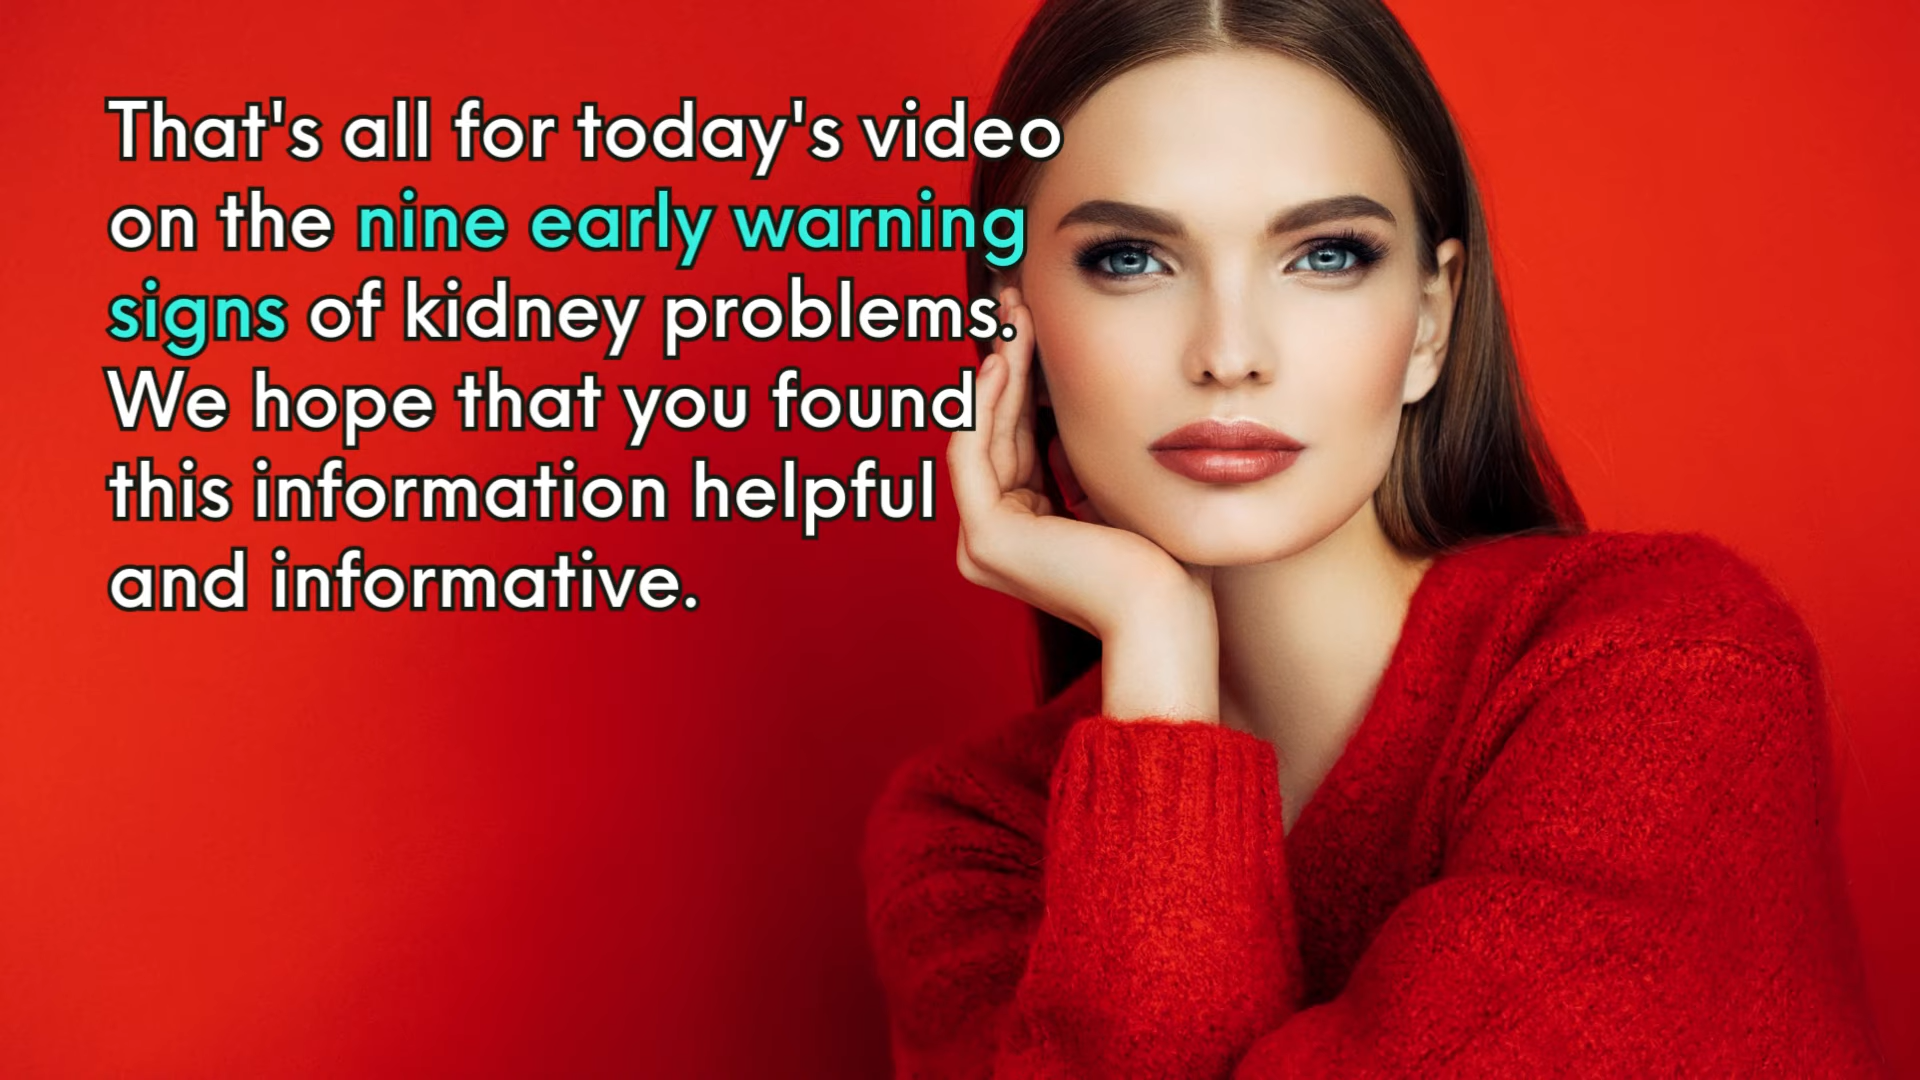 That's all for today's video
on the nine early warning
signs of kidney problems.
We hope that you found
this information helpful
and informative.